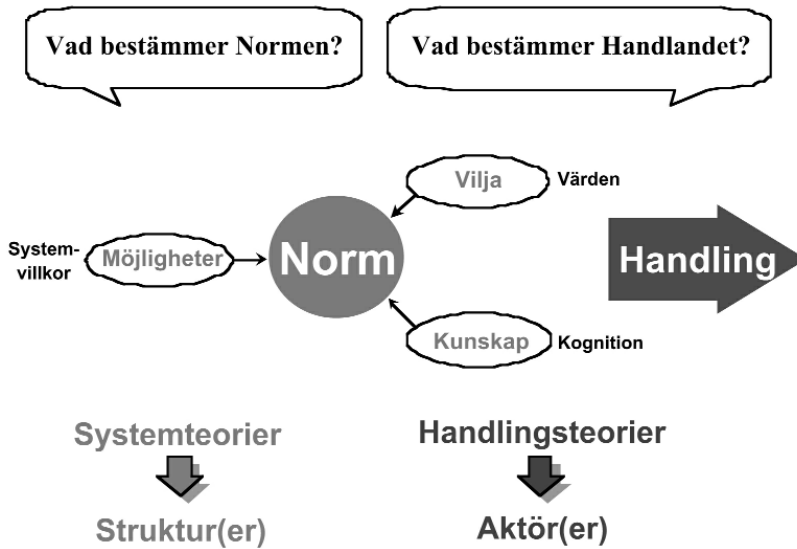 Vad bestämmer Normen?
Vad bestämmer Handlandet?
Vilja
Värden
System-
villkor
Möjligheter
Norm
Handling
Kunskap
Kognition
Systemteorier
Handlingsteorier
Struktur(er)
Aktör(er)